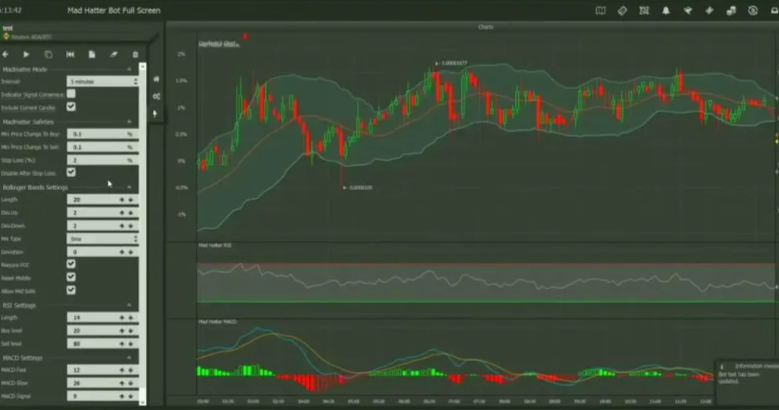 :13:42
Mad Hatter Bot Full Screen
test
Binance ADA/BTC
Charts
MadHatter Mode
Interval:
5 minutes
Indicator Signal Consensus
Exclude Current Candle:
MadHatter Safeties
Min Price Change To Buy:
0.1
%
Min Price Change To Sell:
0.1
%
Stop Loss (%):
2
%
Disable After Stop Loss:
Bollinger Bands Settings
Length
20
Dev.Up
2
Dev.Down
2
MA Type
Sma
Deviation
0
Require FCC
Reset Middle
Allow Mid Sells
RSI Settings
Length
14
Buy level
20
Sell level
80
MACD Settings
MACD Fast
12
MACD Slow
26
MACD Signal
9
2%
1.5%
1%
0.5%
0%
-0.5%
-1%
Mad Hatter RSI
Mad Hatter MACD
Bot test has been
updated.